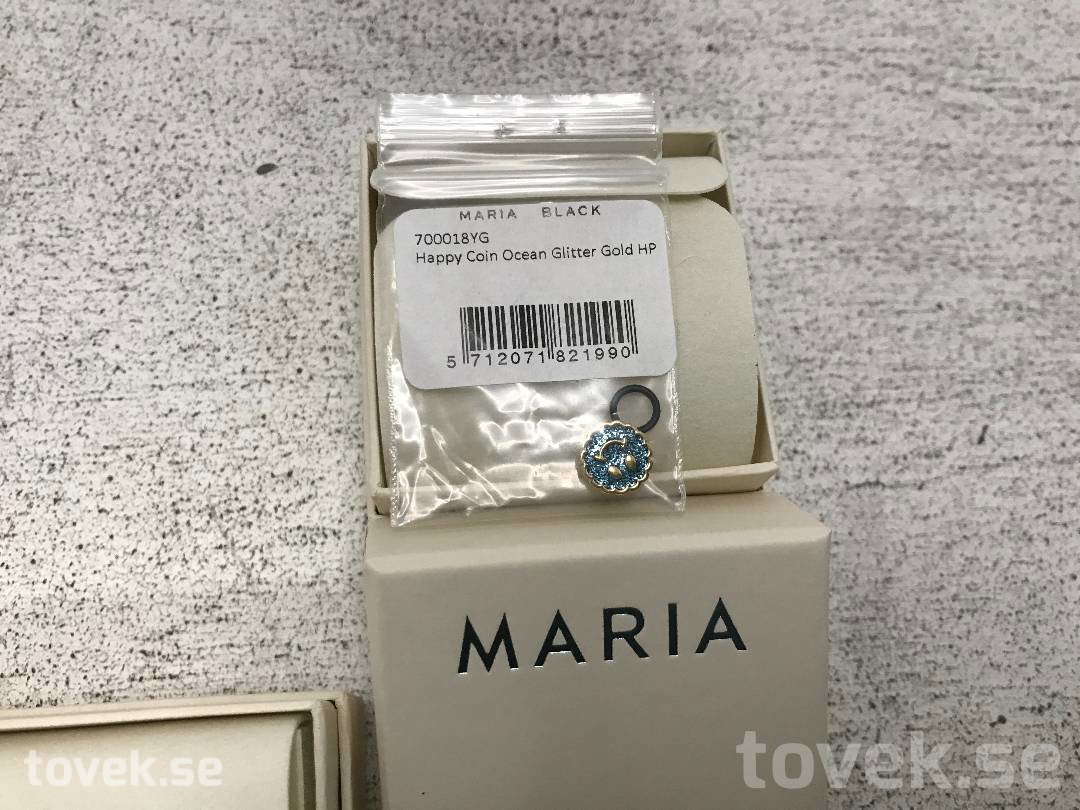 MARIA BLACK
700018YG
Happy Coin Ocean Glitter Gold HP
5 712071 821990
MARIA
tovek.se
tovek.se